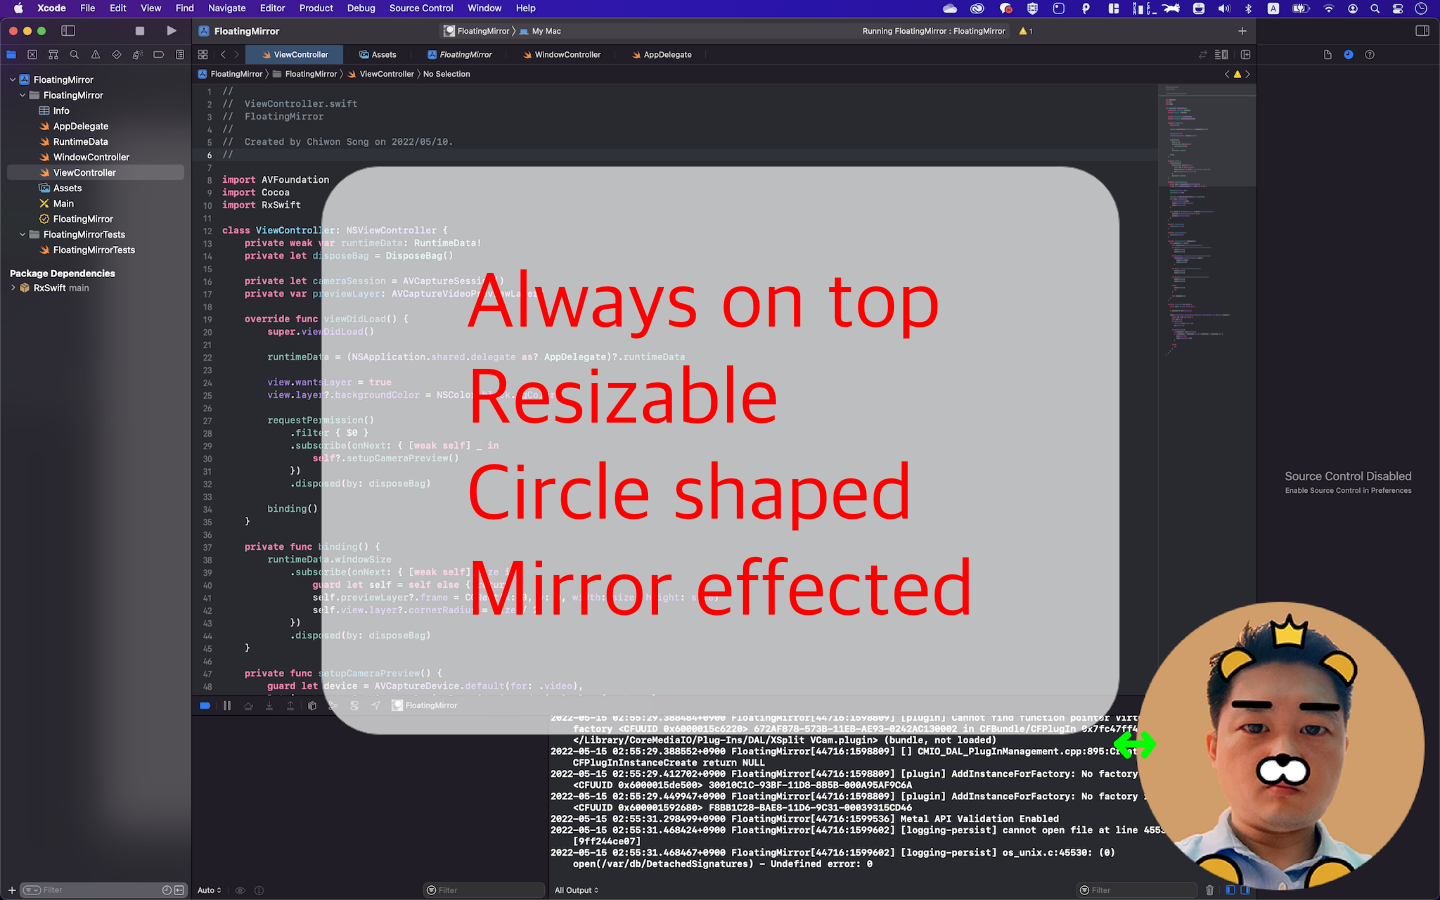 Xcode File Edit View Find Navigate Editor Product Debug Source Control Window Help
FloatingMirror
FloatingMirror My Mac
Running FloatingMirror : FloatingMirror
1
ViewController Assets FloatingMirror WindowController AppDelegate
FloatingMirror FloatingMirror ViewController No Selection
FloatingMirror
FloatingMirror
Info
AppDelegate
RuntimeData
WindowController
ViewController
Assets
Main
FloatingMirror
FloatingMirrorTests
FloatingMirrorTests
Package Dependencies
RxSwift main
1 //
2 // ViewController.swift
3 // FloatingMirror
4 //
5 // Created by Chiwon Song on 2022/05/10.
6 //
7
8 import AVFoundation
9 import Cocoa
10 import RxSwift
11
12 class ViewController: NSViewController {
13 private weak var runtimeData: RuntimeData!
14 private let disposeBag = DisposeBag()
15
16 private let cameraSession = AVCaptureSession()
17 private var previewLayer: AVCaptureVideoPreviewLayer
18
19 override func viewDidLoad() {
20 super.viewDidLoad()
21
22 runtimeData = (NSApplication.shared.delegate as? AppDelegate)?.runtimeData
23
24 view.wantsLayer = true
25 view.layer?.backgroundColor = NSColor
26
27 requestPermission()
28 .filter { $0 }
29 .subscribe(onNext: { [weak self] _ in
30 self?.setupCameraPreview()
31 })
32 .disposed(by: disposeBag)
33
34 binding()
35 }
36
37 private func binding() {
38 runtimeData.windowSize
39 .subscribe(onNext: { [weak self] size in
40 guard let self = self else { return
41 self.previewLayer?.frame =
42 self.view.layer?.cornerRadius =
43 })
44 .disposed(by: disposeBag)
45 }
46
47 private func setupCameraPreview() {
48 guard let device = AVCaptureDevice.default(for: .video),
Always on top
Resizable
Circle shaped
Mirror effected
Source Control Disabled
Enable Source Control in Preferences
FloatingMirror
2022-05-15 02:55:29.388484+0900 FloatingMirror[44716:1598809] [plugin] Cannot find function pointer
factory <CFUUID 0x6000015c6220> 672AF878-573B-11EB-AE93-0242AC130002 in CFBundle/CFPlugIn
</Library/CoreMediaIO/Plug-Ins/DAL/XSplit VCam.plugin> (bundle, not loaded)
2022-05-15 02:55:29.388552+0900 FloatingMirror[44716:1598809] [] CMIO_DAL_PlugInManagement.cpp:895:
CFPlugInInstanceCreate return NULL
2022-05-15 02:55:29.412702+0900 FloatingMirror[44716:1598809] [plugin] AddInstanceForFactory: No factory
<CFUUID 0x6000015de500> 30010C1C-93BF-11D8-8B5B-000A95AF9C6A
2022-05-15 02:55:29.449947+0900 FloatingMirror[44716:1598809] [plugin] AddInstanceForFactory: No factory
<CFUUID 0x600001592680> F8BB1C28-BAE8-11D6-9C31-00039315CD46
2022-05-15 02:55:31.298499+0900 FloatingMirror[44716:1599536] Metal API Validation Enabled
2022-05-15 02:55:31.468424+0900 FloatingMirror[44716:1599602] [logging-persist] cannot open file at line
[9ff244ce07]
2022-05-15 02:55:31.468467+0900 FloatingMirror[44716:1599602] [logging-persist] os_unix.c:45530: (0)
open(/var/db/DetachedSignatures) - Undefined error: 0
Filter
Auto
Filter
All Output
Filter